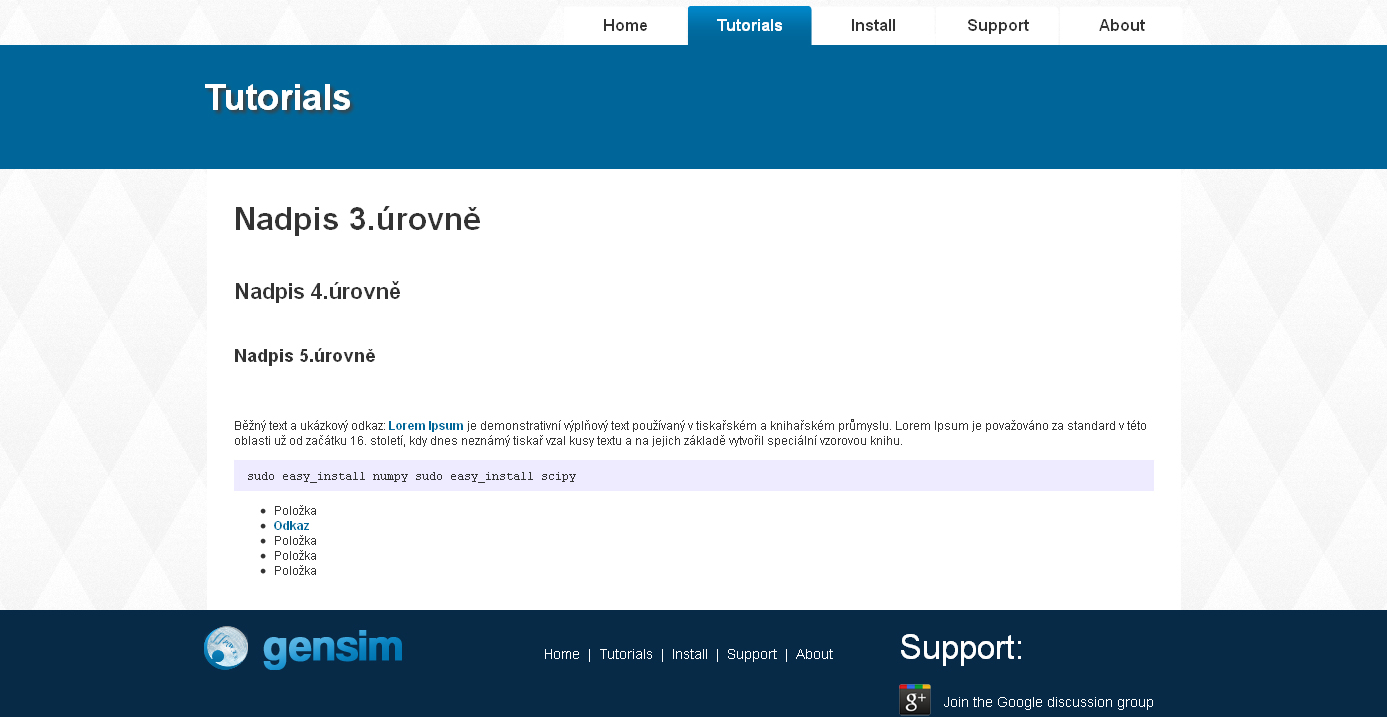 Home Tutorials Install Support About
Tutorials
Nadpis 3.úrovně
Nadpis 4.úrovně
Nadpis 5.úrovně
Běžný text a ukázkový odkaz: Lorem Ipsum je demonstrativní výplňový text používaný v tiskařském a knihařském průmyslu. Lorem Ipsum je považováno za standard v této
oblasti už od začátku 16. století, kdy dnes neznámý tiskař vzal kusy textu a na jejich základě vytvořil speciální vzorovou knihu.
sudo easy_install numpy sudo easy_install scipy
• Položka
• Odkaz
• Položka
• Položka
• Položka
gensim
Home | Tutorials | Install | Support | About
Support:
g+ Join the Google discussion group